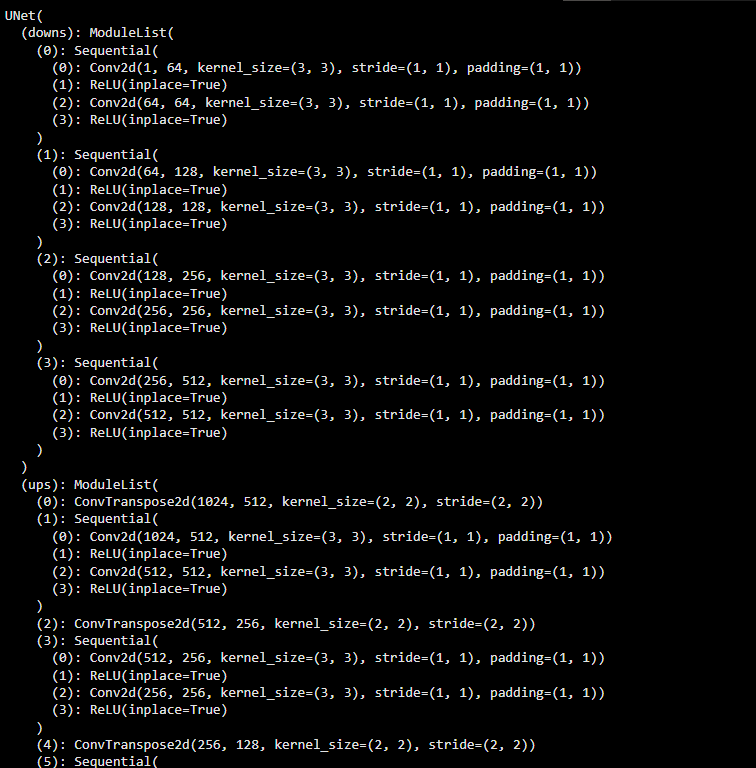 UNet(
  (downs): ModuleList(
    (0): Sequential(
      (0): Conv2d(1, 64, kernel_size=(3, 3), stride=(1, 1), padding=(1, 1))
      (1): ReLU(inplace=True)
      (2): Conv2d(64, 64, kernel_size=(3, 3), stride=(1, 1), padding=(1, 1))
      (3): ReLU(inplace=True)
    )
    (1): Sequential(
      (0): Conv2d(64, 128, kernel_size=(3, 3), stride=(1, 1), padding=(1, 1))
      (1): ReLU(inplace=True)
      (2): Conv2d(128, 128, kernel_size=(3, 3), stride=(1, 1), padding=(1, 1))
      (3): ReLU(inplace=True)
    )
    (2): Sequential(
      (0): Conv2d(128, 256, kernel_size=(3, 3), stride=(1, 1), padding=(1, 1))
      (1): ReLU(inplace=True)
      (2): Conv2d(256, 256, kernel_size=(3, 3), stride=(1, 1), padding=(1, 1))
      (3): ReLU(inplace=True)
    )
    (3): Sequential(
      (0): Conv2d(256, 512, kernel_size=(3, 3), stride=(1, 1), padding=(1, 1))
      (1): ReLU(inplace=True)
      (2): Conv2d(512, 512, kernel_size=(3, 3), stride=(1, 1), padding=(1, 1))
      (3): ReLU(inplace=True)
    )
  )
  (ups): ModuleList(
    (0): ConvTranspose2d(1024, 512, kernel_size=(2, 2), stride=(2, 2))
    (1): Sequential(
      (0): Conv2d(1024, 512, kernel_size=(3, 3), stride=(1, 1), padding=(1, 1))
      (1): ReLU(inplace=True)
      (2): Conv2d(512, 512, kernel_size=(3, 3), stride=(1, 1), padding=(1, 1))
      (3): ReLU(inplace=True)
    )
    (2): ConvTranspose2d(512, 256, kernel_size=(2, 2), stride=(2, 2))
    (3): Sequential(
      (0): Conv2d(512, 256, kernel_size=(3, 3), stride=(1, 1), padding=(1, 1))
      (1): ReLU(inplace=True)
      (2): Conv2d(256, 256, kernel_size=(3, 3), stride=(1, 1), padding=(1, 1))
      (3): ReLU(inplace=True)
    )
    (4): ConvTranspose2d(256, 128, kernel_size=(2, 2), stride=(2, 2))
    (5): Sequential(